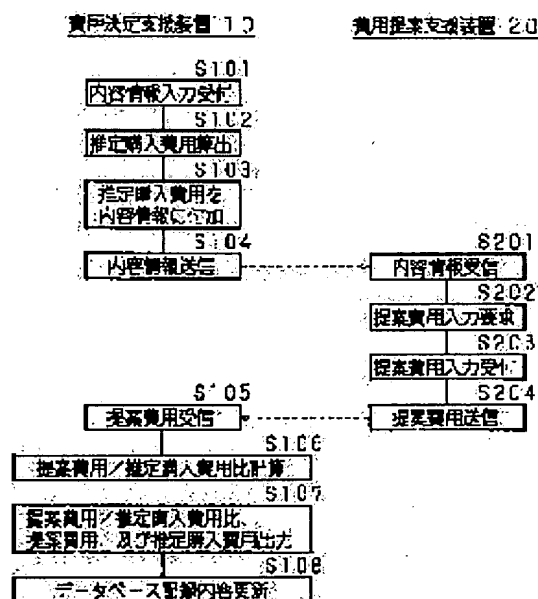 費用決定支援装置 10
費用提案支援装置 20
S101
内容情報入力受付
S102
推定購入費用算出
S103
推定購入費用を
内容情報に付加
S104
内容情報送信
S201
内容情報受信
S202
提案費用入力要求
S203
提案費用入力受付
S204
提案費用送信
S105
提案費用受信
S106
提案費用/推定購入費用比計算
S107
提案費用/推定購入費用比、
提案費用、及び推定購入費用出力
S108
データベース記録内容更新